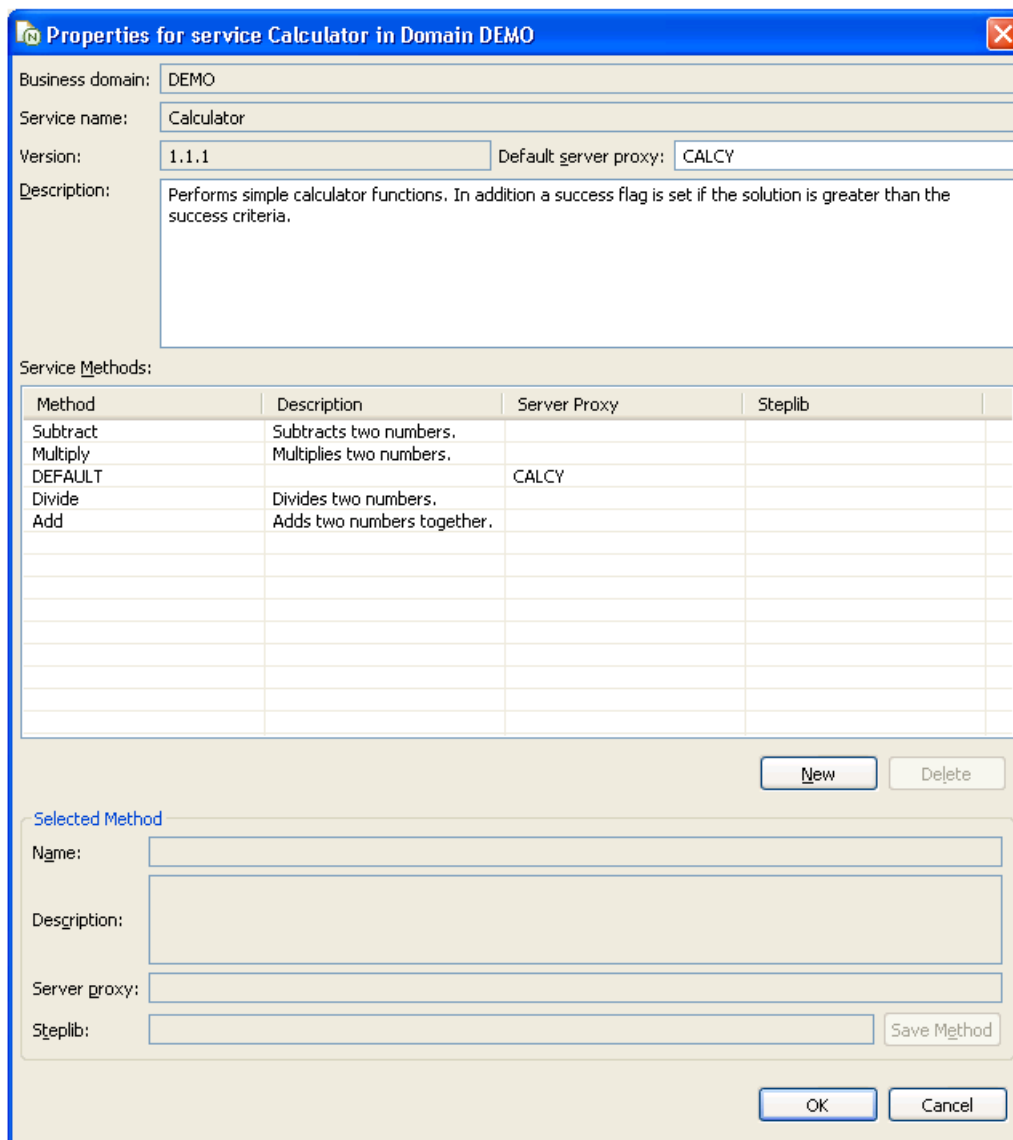 Properties for service Calculator in Domain DEMO
Business domain: DEMO
Service name: Calculator
Version: 1.1.1 Default server proxy: CALCY
Description: Performs simple calculator functions. In addition a success flag is set if the solution is greater than the
success criteria.
Service Methods:
Method Description Server Proxy Steplib
Subtract Subtracts two numbers.
Multiply Multiplies two numbers.
DEFAULT CALCY
Divide Divides two numbers.
Add Adds two numbers together.
New Delete
Selected Method
Name:
Description:
Server proxy:
Steplib: Save Method
OK Cancel